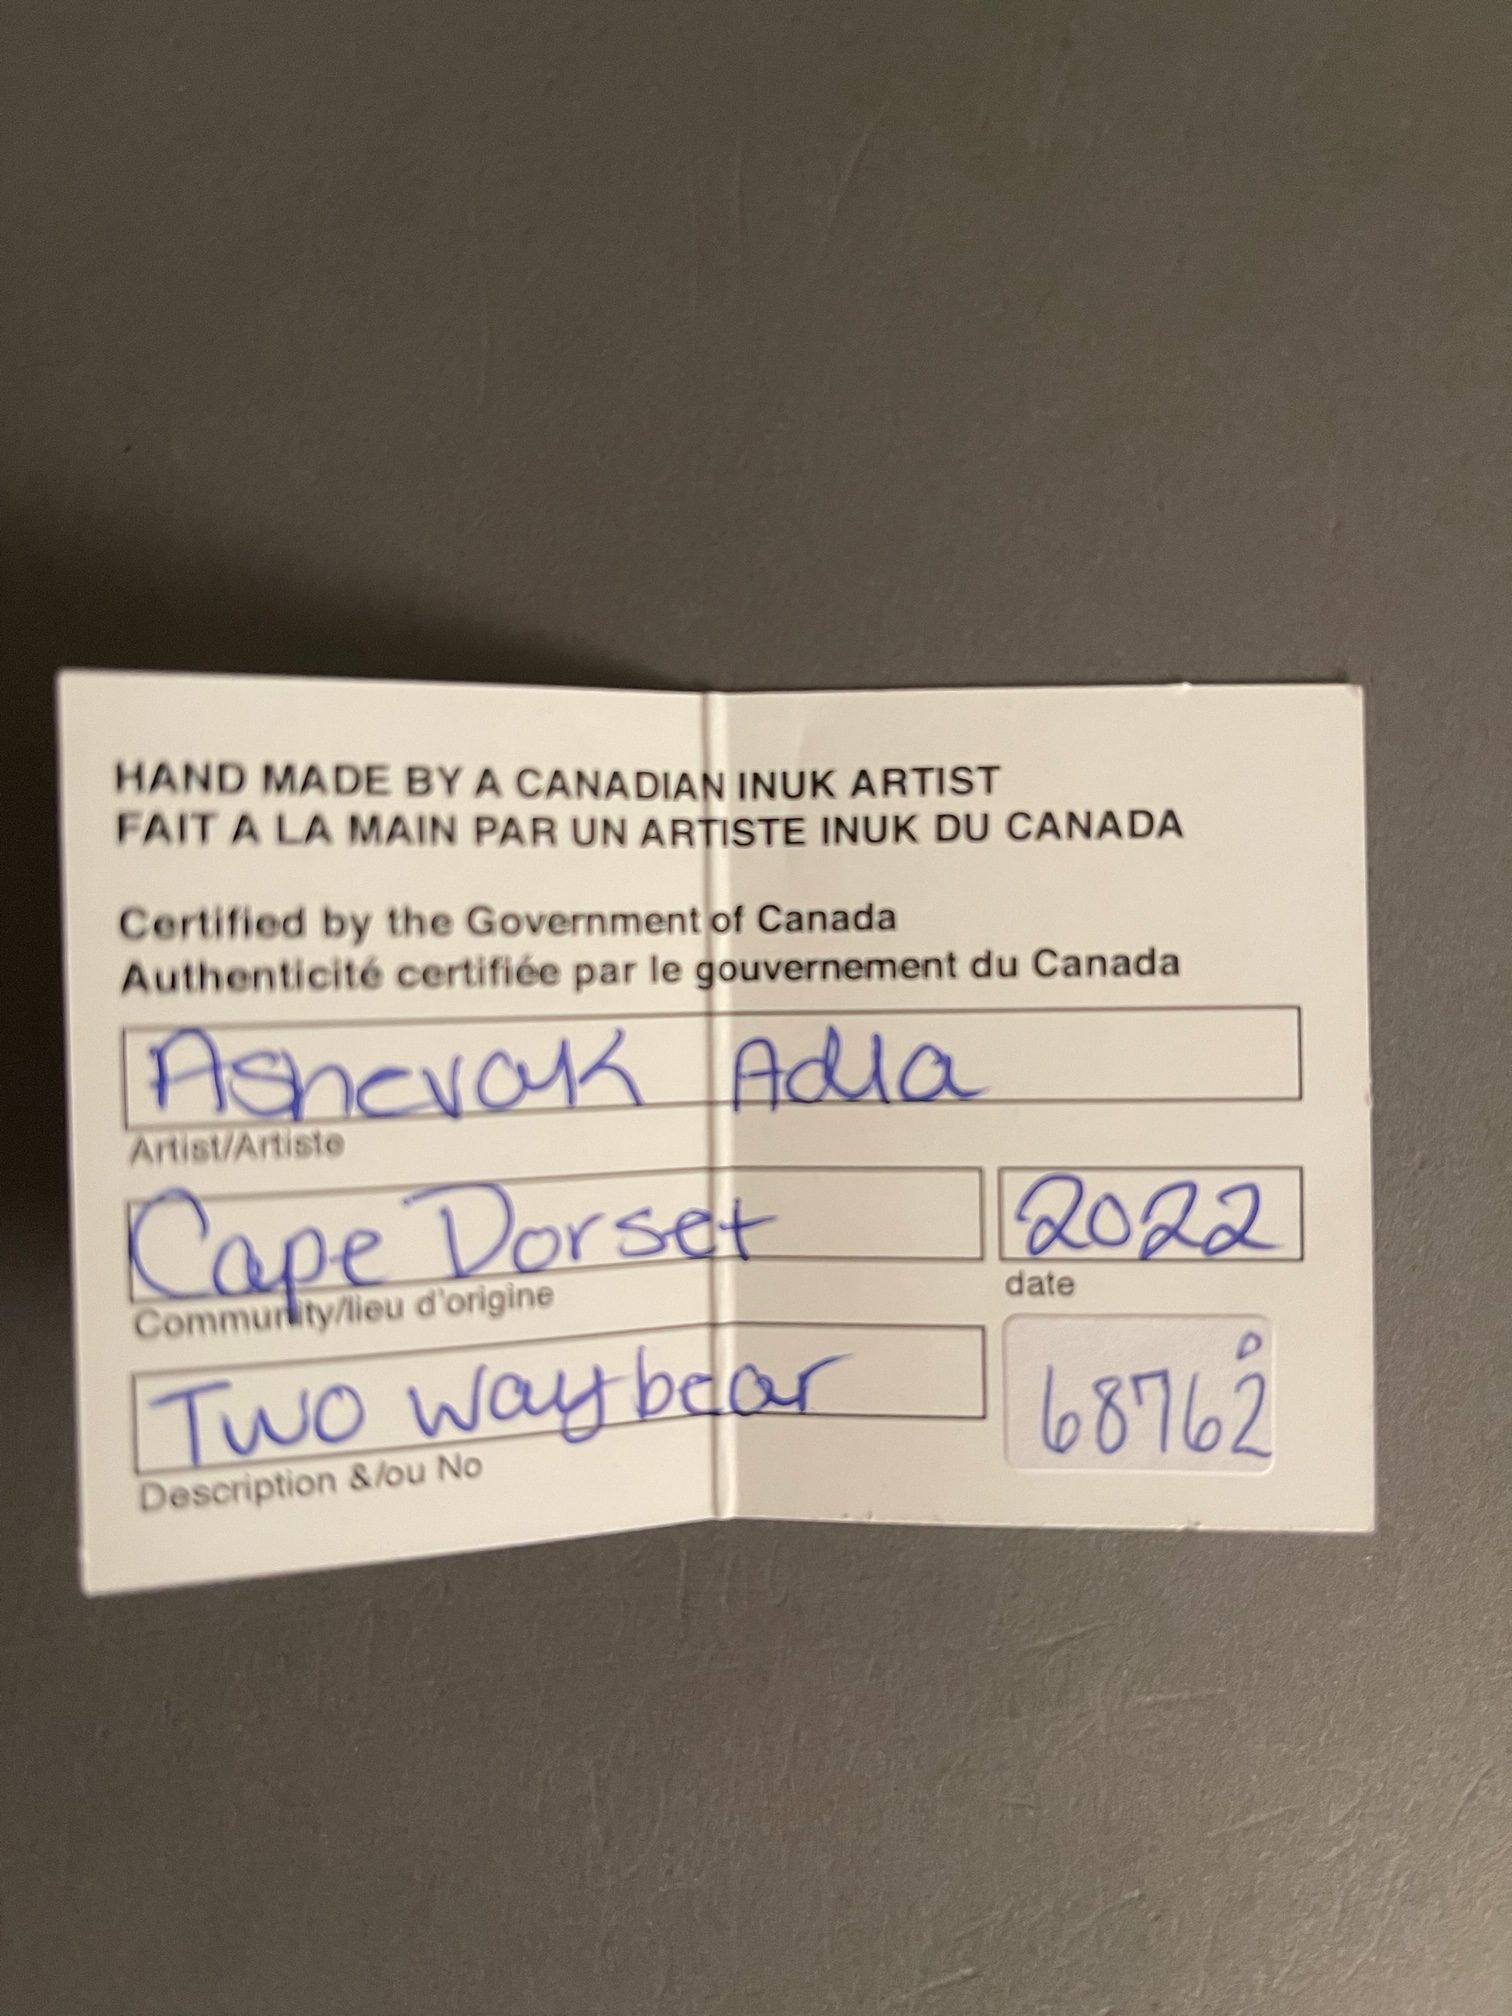 HAND MADE BY A CANADIAN INUK ARTIST
FAIT A LA MAIN PAR UN ARTISTE INUK DU CANADA
Certified by the Government of Canada
Authenticité certifiée par le gouvernement du Canada
Ashevak Adla
Artist/Artiste
Cape Dorset 2022
Community/lieu d'origine date
Two way bear 68762
Description &/ou No